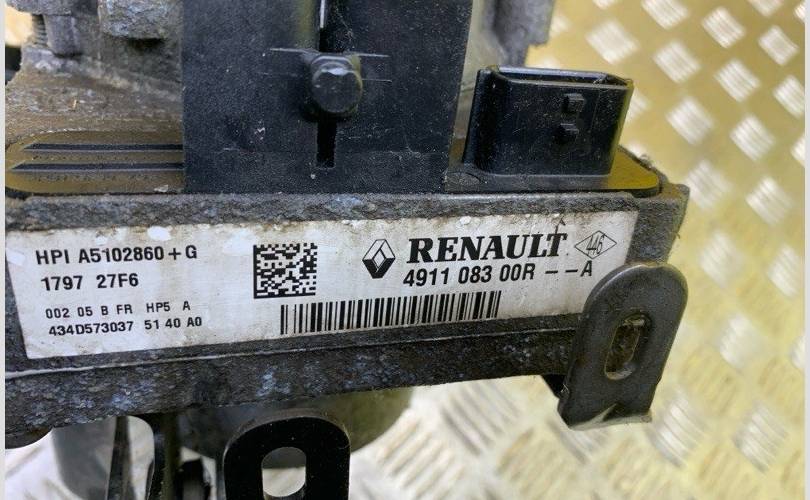 HPI A5102860+G
1797 27F6
002 05 B FR HP5 A
434D573037 51 40 A0
RENAULT
446
4911 083 00R --A